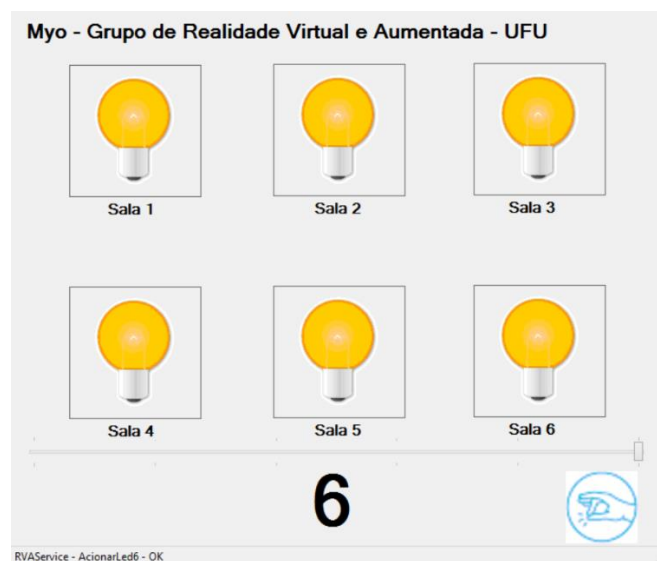 Myo - Grupo de Realidade Virtual e Aumentada - UFU
Sala 1
Sala 2
Sala 3
Sala 4
Sala 5
Sala 6
6
RVAService - AcionarLed6 - OK